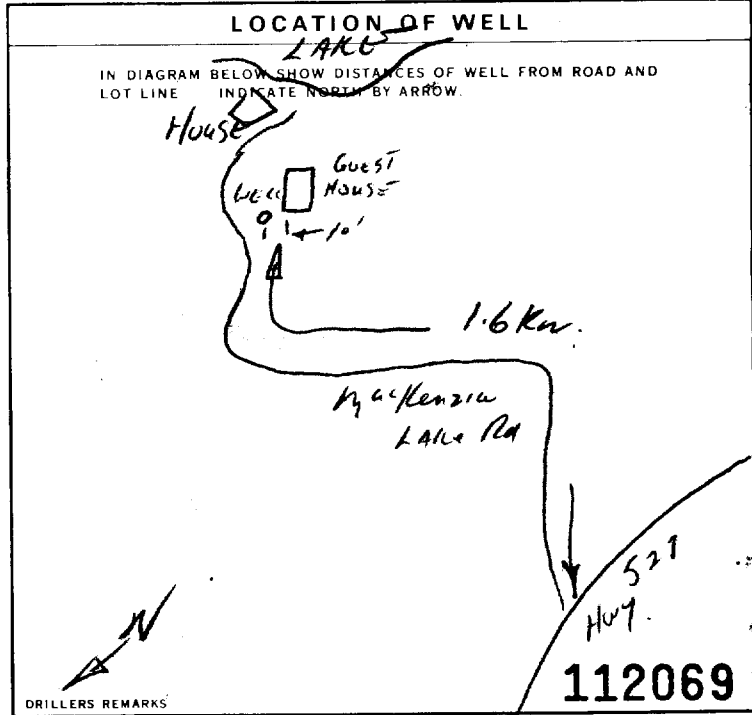 LOCATION OF WELL
LAKE
IN DIAGRAM BELOW SHOW DISTANCES OF WELL FROM ROAD AND
LOT LINE INDICATE NORTH BY ARROW.
HOUSE
GUEST
HOUSE
WELL
10'
1.6 Km.
MacKenzie
LAKE Rd
Hwy.
N
112069
DRILLERS REMARKS